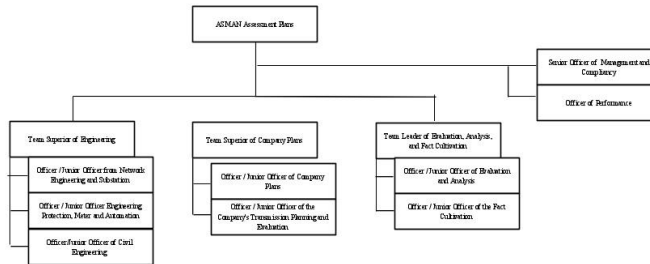 ASMAN Assessment Plans
Senior Officer of Management and
Compliancy
Officer of Performance
Team Superior of Engineering
Officer /Junior Officer from Network
Engineering and Substation
Officer / Junior Officer Engineering
Protection, Meter and Automation
Officer/Junior Officer of Civil
Engineering
Team Superior of Company Plans
Officer / Junior Officer of Company
Plans
Officer / Junior Officer of the
Company's Transmission Planning and
Evaluation
Team Leader of Evaluation, Analysis,
and Fact Cultivation
Officer /Junior Officer of Evaluation
and Analysis
Officer / Junior Officer of the Fact
Cultivation